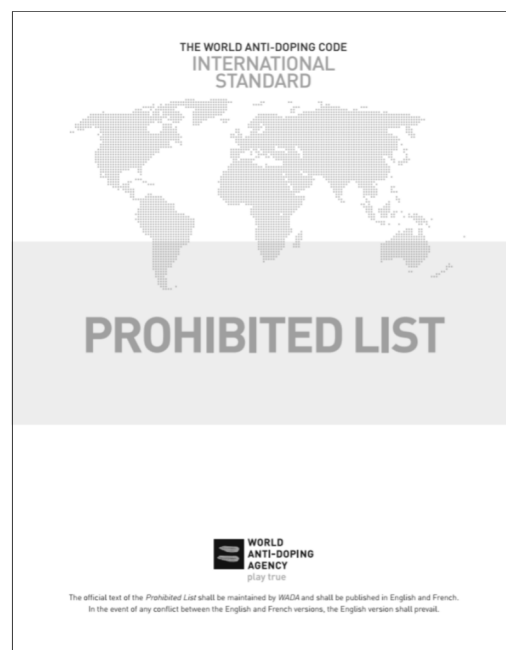 THE WORLD ANTI-DOPING CODE
INTERNATIONAL
STANDARD
PROHIBITED LIST
WORLD
ANTI-DOPING
AGENCY
play true
The official text of the Prohibited List shall be maintained by WADA and shall be published in English and French.
In the event of any conflict between the English and French versions, the English version shall prevail.